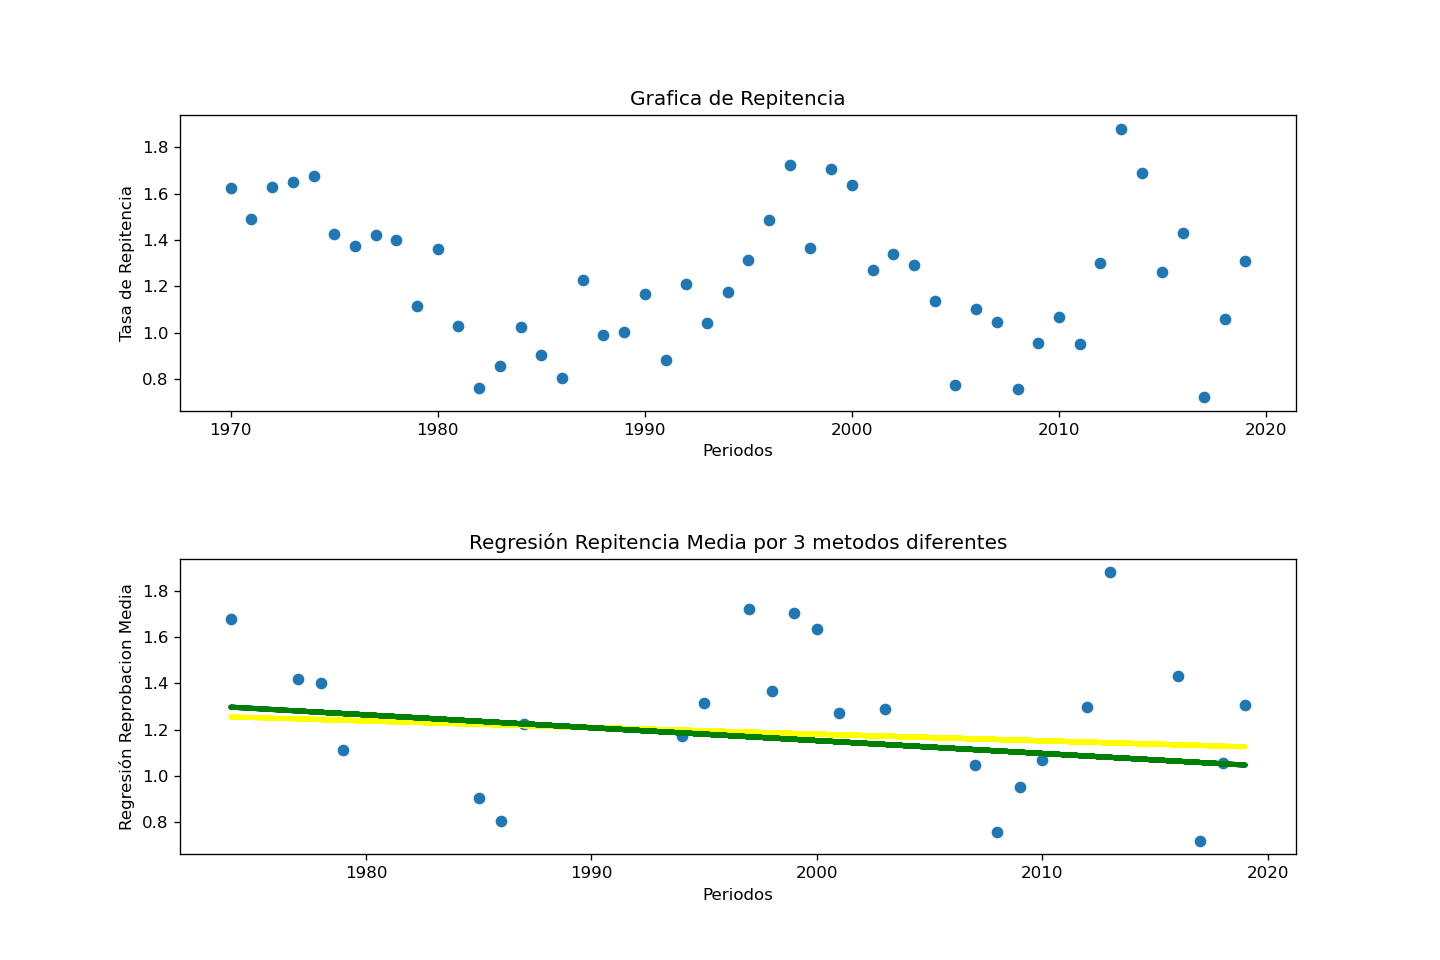 Grafica de Repitencia
Tasa de Repitencia
1.8
1.6
1.4
1.2
1.0
0.8
1970 1980 1990 2000 2010 2020
Periodos
Regresión Repitencia Media por 3 metodos diferentes
Regresión Reprobacion Media
1.8
1.6
1.4
1.2
1.0
0.8
1980 1990 2000 2010 2020
Periodos